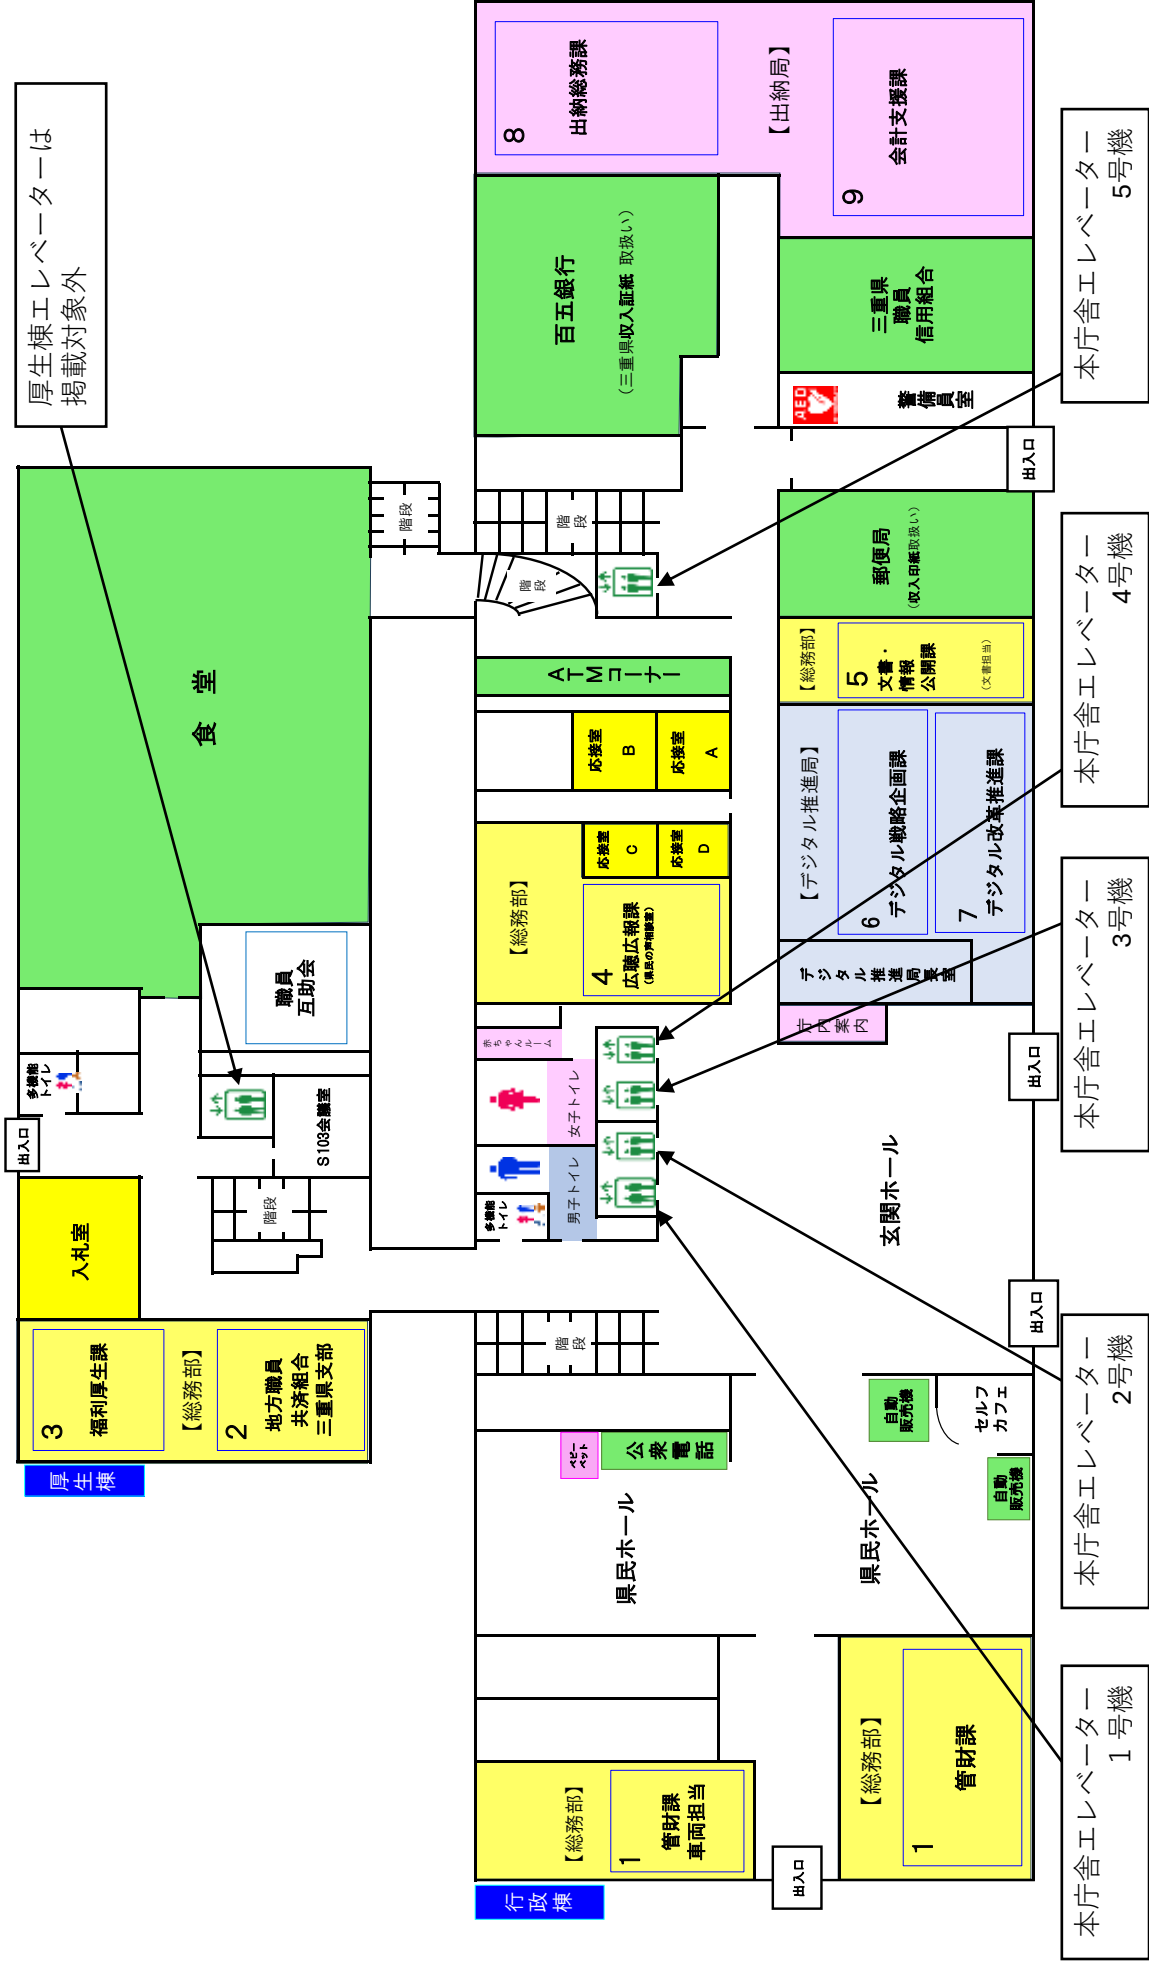 厚生棟エレベーターは
掲載対象外
食 堂
階段
職員
互助会
多機能
トイレ
出入口
S103会議室
階段
入札室
3
福利厚生課
【総務部】
2
地方職員
共済組合
三重県支部
厚生棟
8
出納総務課
【出納局】
9
会計支援課
百五銀行
（三重県収入証紙 取扱い）
三重県
職員
信用組合
AED
警備員
室
出入口
階段
階段
郵便局
（収入印紙取扱い）
【総務部】
5
文書・
情報
公開課
（文書担当）
ATMコーナー
応接室
B
応接室
A
応接室
C
応接室
D
【総務部】
4
広聴広報課
（県民の声相談室）
【デジタル推進局】
6
デジタル戦略企画課
7
デジタル改革推進課
デジタル推進局長室
庁内案内
赤ちゃんルーム
女子トイレ
男子トイレ
多機能
トイレ
出入口
玄関ホール
出入口
階段
自動
販売機
セルフ
カフェ
自動
販売機
ベビー
ベット
公衆電話
県民ホール
県民ホール
【総務部】
1
管財課
車両担当
【総務部】
1
管財課
出入口
行政棟
本庁舎エレベーター
5号機
本庁舎エレベーター
4号機
本庁舎エレベーター
3号機
本庁舎エレベーター
2号機
本庁舎エレベーター
1号機